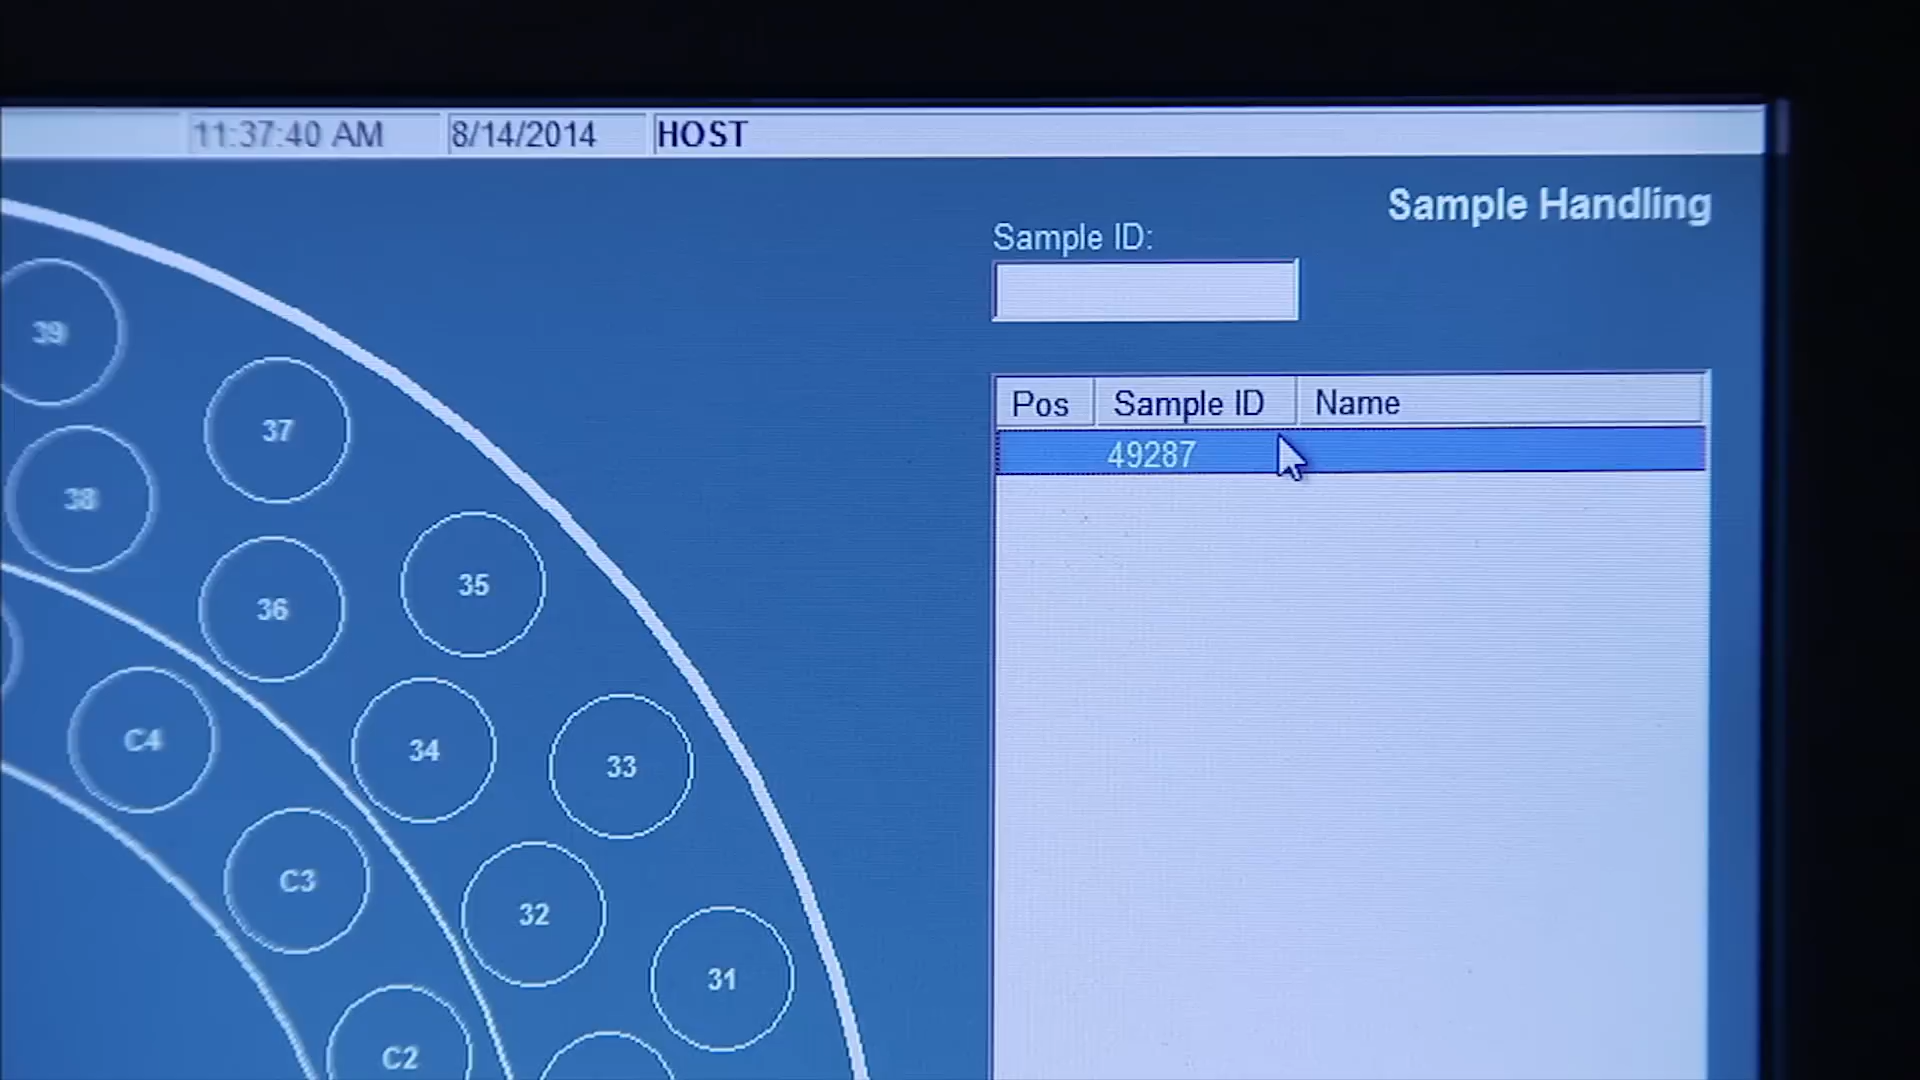 11:37:40 AM 8/14/2014 HOST
Sample Handling
Sample ID:
Pos Sample ID Name
49287
39
37
38
35
36
C4
34
33
C3
32
31
C2